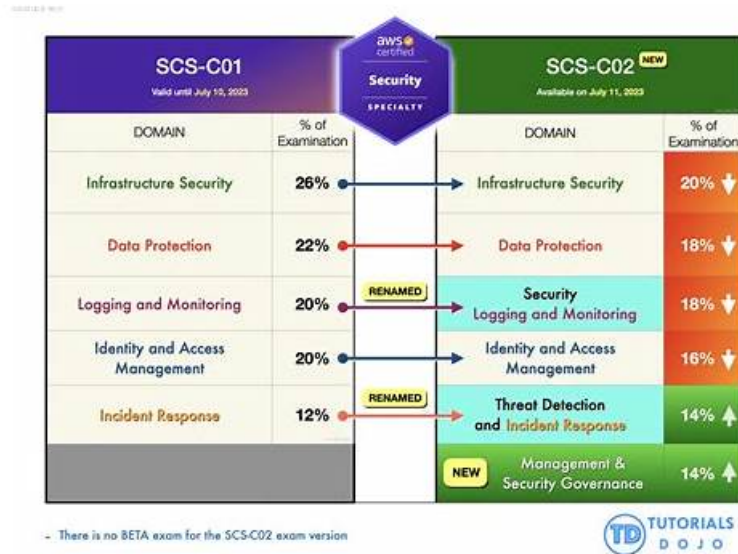 aws
certified
Security
SPECIALTY
SCS-C01
Valid until July 10, 2023
SCS-C02 NEW
Available on July 11, 2023
DOMAIN
% of
Examination
DOMAIN
% of
Examination
Infrastructure Security 26% Infrastructure Security 20%
Data Protection 22% Data Protection 18%
Logging and Monitoring 20% RENAMED Security
Logging and Monitoring 18%
Identity and Access
Management 20% Identity and Access
Management 16%
Incident Response 12% RENAMED Threat Detection
and Incident Response 14%
NEW Management &
Security Governance 14%
- There is no BETA exam for the SCS-C02 exam version
TD TUTORIALS
DOJO